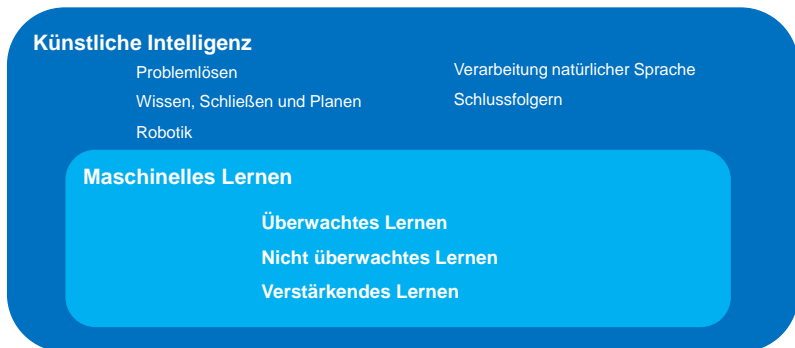 Künstliche Intelligenz
Problemlösen
Wissen, Schließen und Planen
Robotik
Verarbeitung natürlicher Sprache
Schlussfolgern
Maschinelles Lernen
Überwachtes Lernen
Nicht überwachtes Lernen
Verstärkendes Lernen